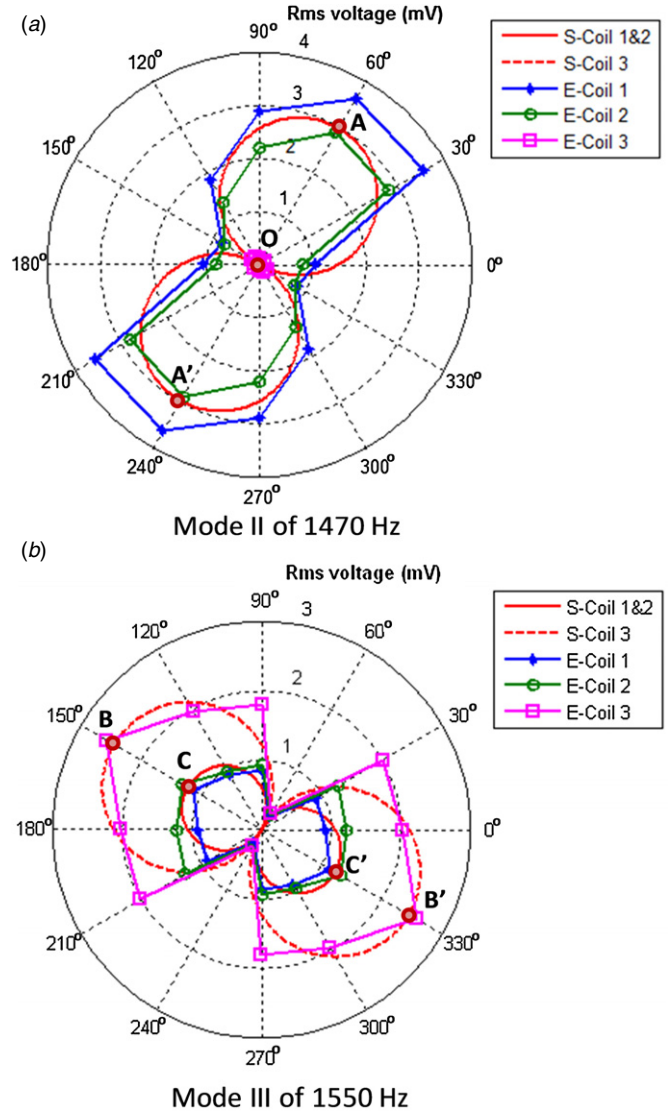 (a)
Rms voltage (mV)
90° 4
120° 60°
3
A
150° 2 30°
1
O
180° 0°
A'
210° 330°
240° 300°
270°
S-Coil 1&2
S-Coil 3
E-Coil 1
E-Coil 2
E-Coil 3
Mode II of 1470 Hz
(b)
Rms voltage (mV)
90° 3
120° 60°
2
150° 30°
B
C 1
180° 0°
C'
B'
210° 330°
240° 300°
270°
S-Coil 1&2
S-Coil 3
E-Coil 1
E-Coil 2
E-Coil 3
Mode III of 1550 Hz